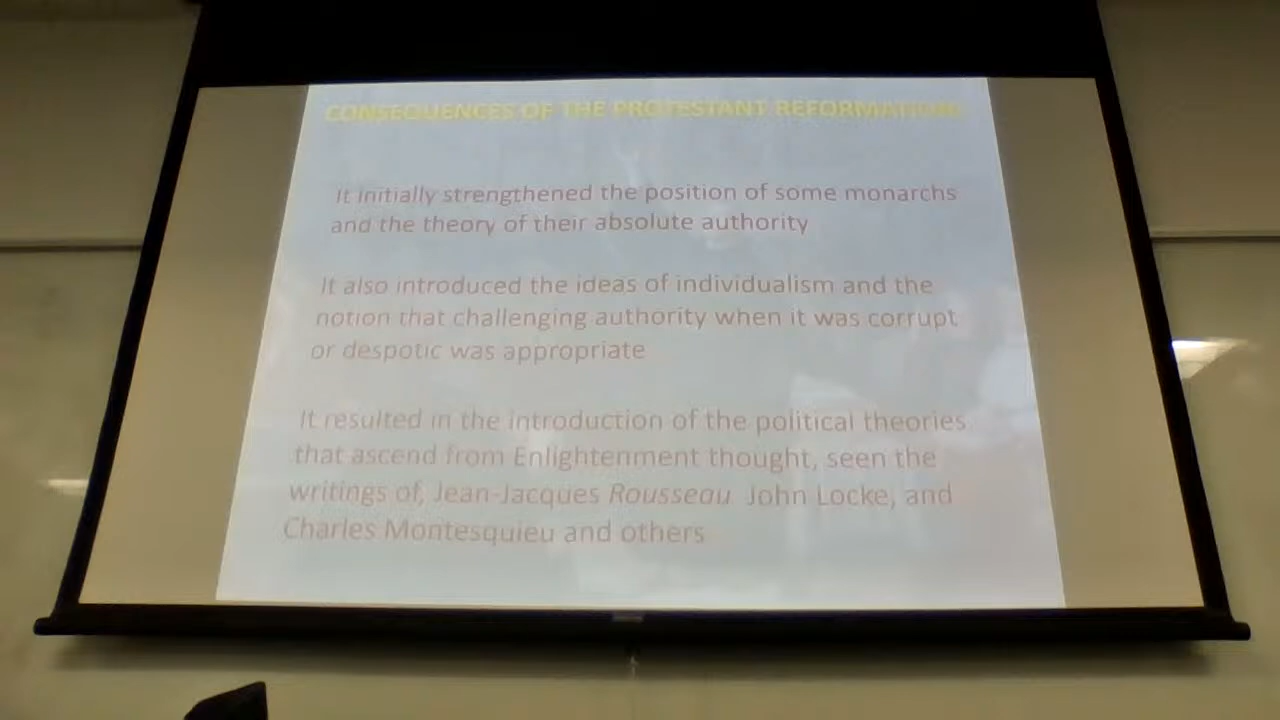 CONSEQUENCES OF THE PROTESTANT REFORMATION
It initially strengthened the position of some monarchs
and the theory of their absolute authority
It also introduced the ideas of individualism and the
notion that challenging authority when it was corrupt
or despotic was appropriate
It resulted in the introduction of the political theories
that ascend from Enlightenment thought, seen the
writings of, Jean-Jacques Rousseau John Locke, and
Charles Montesquieu and others